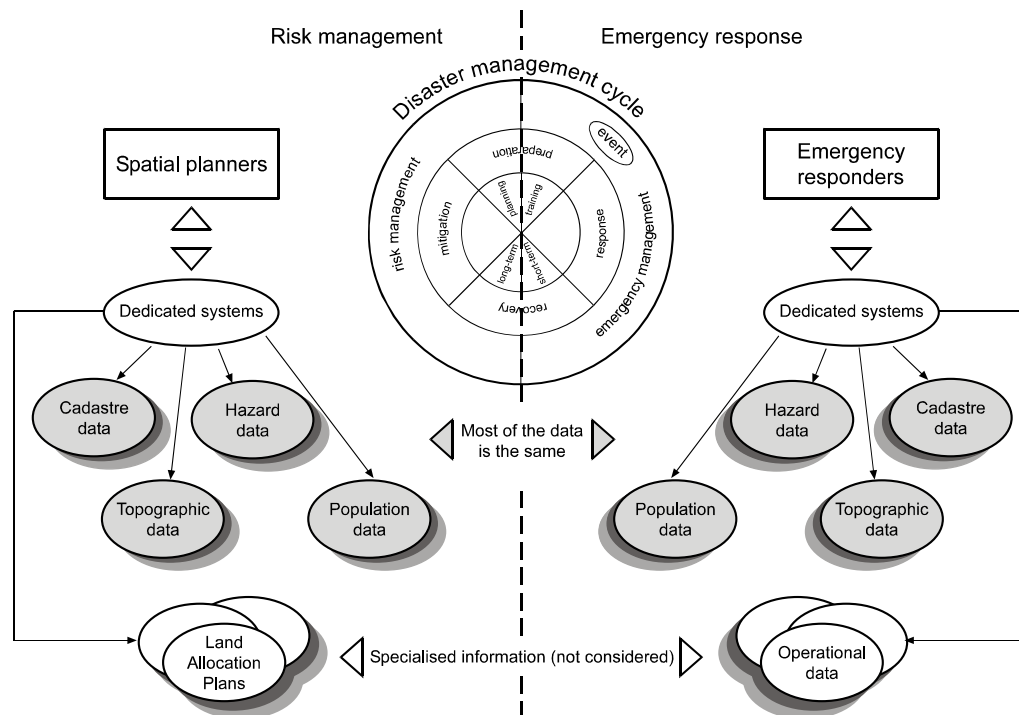 Risk management
Emergency response
Disaster management cycle
Spatial planners
Emergency
responders
event
preparation
planning
training
risk management
mitigation
response
emergency management
long-term
short-term
recovery
Dedicated systems
Dedicated systems
Cadastre
data
Hazard
data
Most of the data
is the same
Hazard
data
Cadastre
data
Topographic
data
Population
data
Population
data
Topographic
data
Land
Allocation
Plans
Specialised information (not considered)
Operational
data